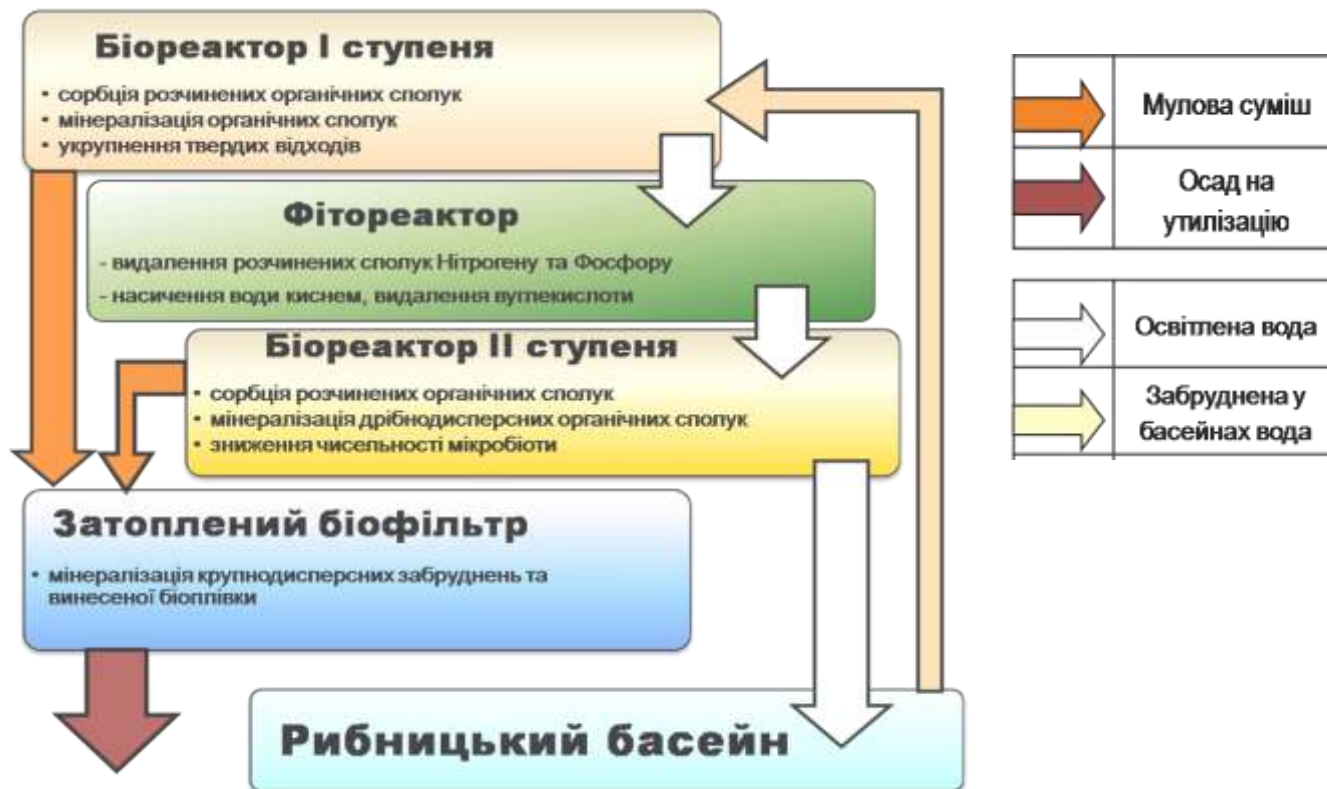 Біореактор І ступеня
• сорбція розчинених органічних сполук
• мінералізація органічних сполук
• укрупнення твердих відходів
Фітореактор
- видалення розчинених сполук Нітрогену та Фосфору
- насичення води киснем, видалення вуглекислоти
Біореактор ІІ ступеня
• сорбція розчинених органічних сполук
• мінералізація дрібнодисперсних органічних сполук
• зниження чисельності мікробіоти
Затоплений біофільтр
• мінералізація крупнодисперсних забруднень та
винесеної біоплівки
Рибницький басейн
Мулова суміш
Осад на
утилізацію
Освітлена вода
Забруднена у
басейнах вода